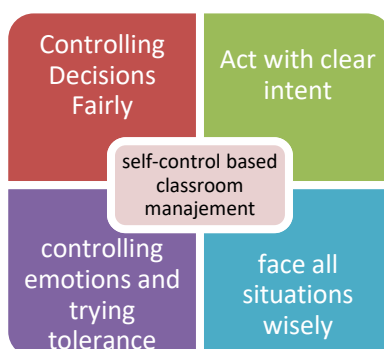 Controlling
Decisions
Fairly
Act with clear
intent
self-control based
classroom
manajement
controlling
emotions and
trying
tolerance
face all
situations
wisely